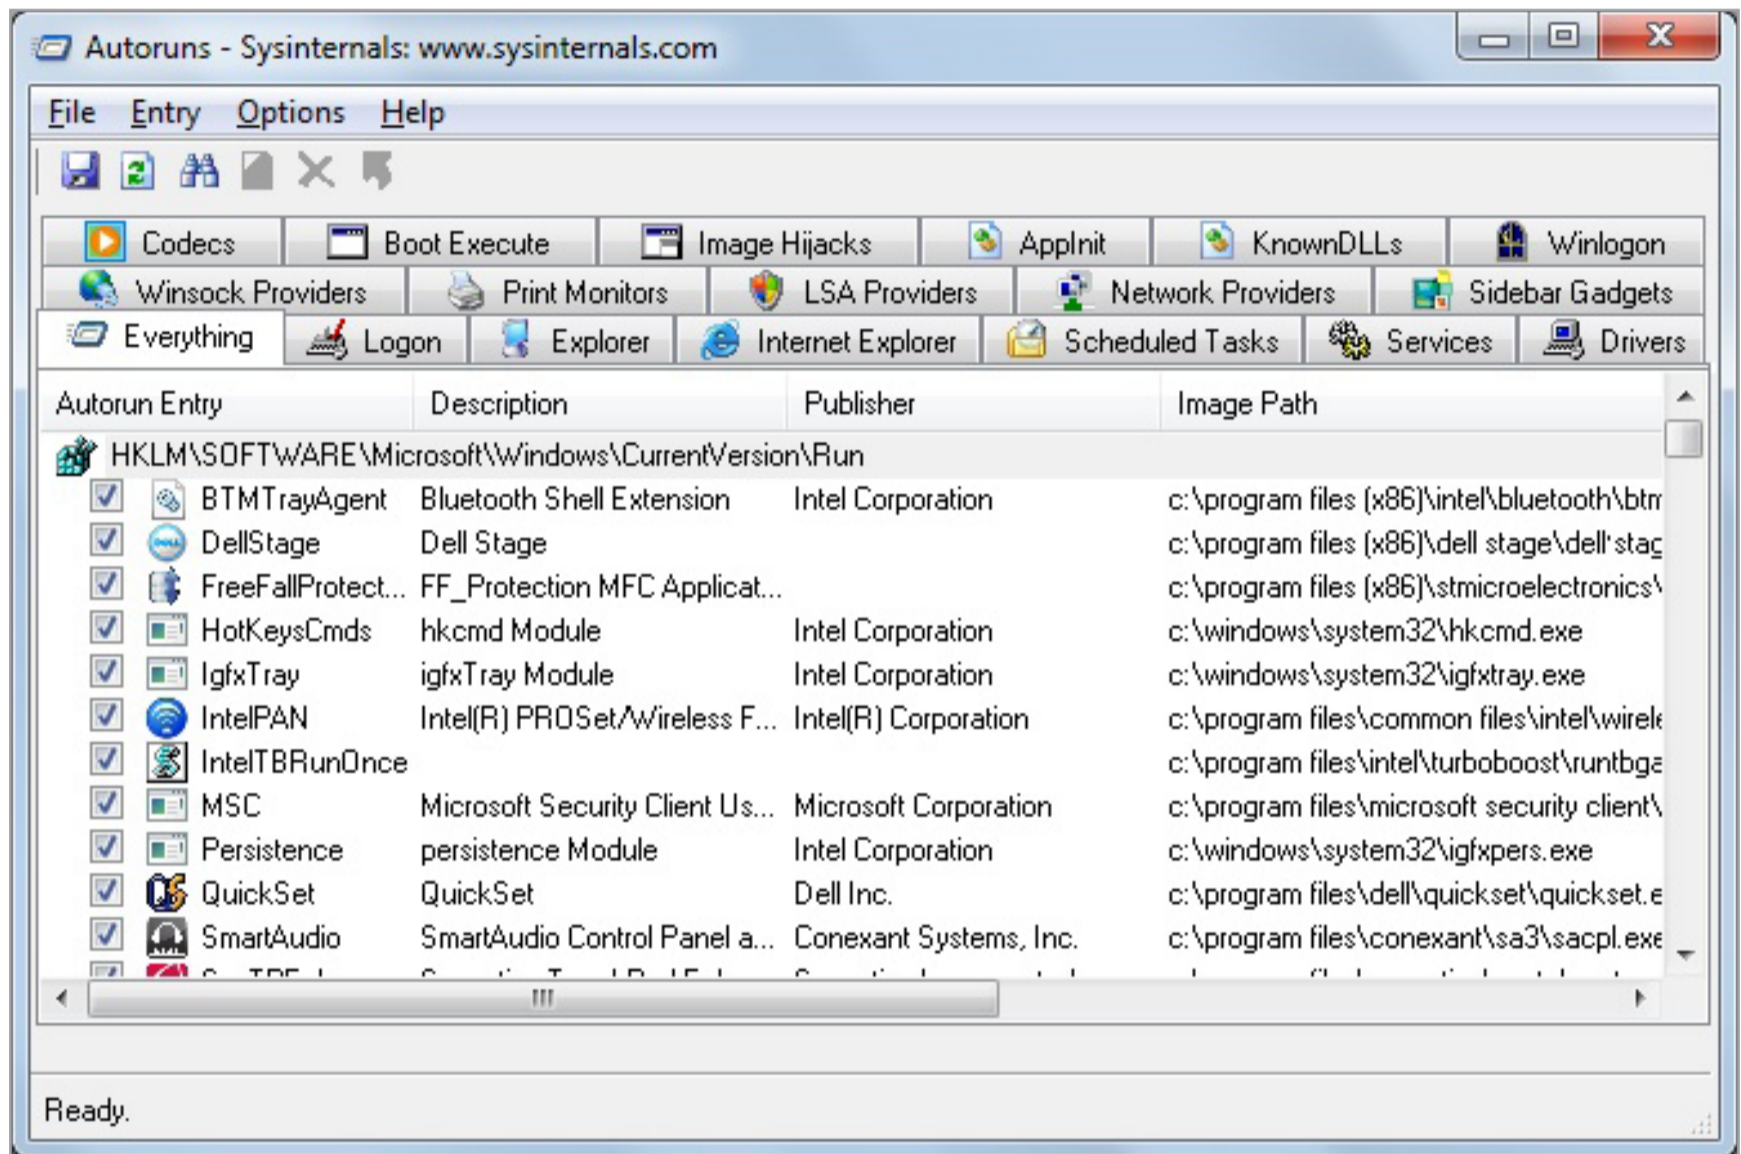 Autoruns - Sysinternals: www.sysinternals.com
File Entry Options Help
Codecs Boot Execute Image Hijacks AppInit KnownDLLs Winlogon
Winsock Providers Print Monitors LSA Providers Network Providers Sidebar Gadgets
Everything Logon Explorer Internet Explorer Scheduled Tasks Services Drivers
Autorun Entry Description Publisher Image Path
HKLM\SOFTWARE\Microsoft\Windows\CurrentVersion\Run
BTMTrayAgent Bluetooth Shell Extension Intel Corporation c:\program files (x86)\intel\bluetooth\btm
DellStage Dell Stage c:\program files (x86)\dell stage\dell stag
FreeFallProtect... FF_Protection MFC Applicat... c:\program files (x86)\stmicroelectronics\
HotKeysCmds hkcmd Module Intel Corporation c:\windows\system32\hkcmd.exe
IgfxTray igfxTray Module Intel Corporation c:\windows\system32\igfxtray.exe
IntelPAN Intel(R) PROSet/Wireless F... Intel(R) Corporation c:\program files\common files\intel\wirele
IntelTBRunOnce c:\program files\intel\turboboost\runtbga
MSC Microsoft Security Client Us... Microsoft Corporation c:\program files\microsoft security client\
Persistence persistence Module Intel Corporation c:\windows\system32\igfxpers.exe
QuickSet QuickSet Dell Inc. c:\program files\dell\quickset\quickset.e
SmartAudio SmartAudio Control Panel a... Conexant Systems, Inc. c:\program files\conexant\sa3\sacpl.exe
Ready.